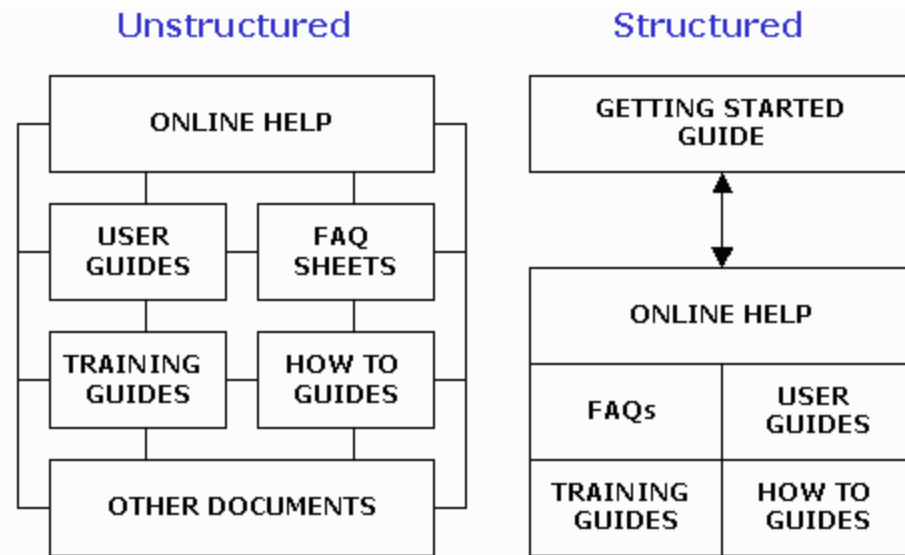 Unstructured
ONLINE HELP
USER
GUIDES
FAQ
SHEETS
TRAINING
GUIDES
HOW TO
GUIDES
OTHER DOCUMENTS
Structured
GETTING STARTED
GUIDE
ONLINE HELP
FAQs
USER
GUIDES
TRAINING
GUIDES
HOW TO
GUIDES